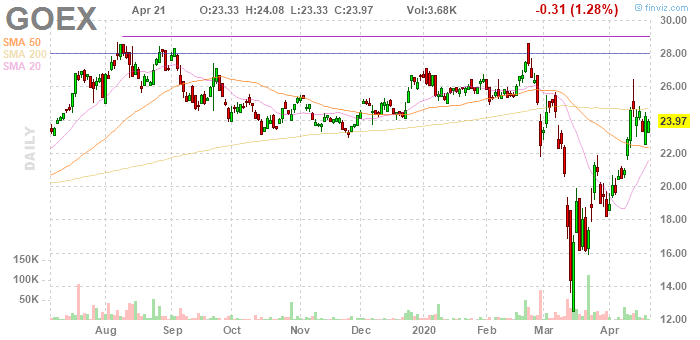 GOEX Apr 21 O:23.33 H:24.08 L:23.33 C:23.97 Vol:3.68K -0.31 (1.28%) © finviz.com
SMA 50
SMA 200
SMA 20
DAILY
30.00
28.00
26.00
24.00
23.97
22.00
20.00
18.00
16.00
14.00
12.00
150K
100K
50K
Aug Sep Oct Nov Dec 2020 Feb Mar Apr